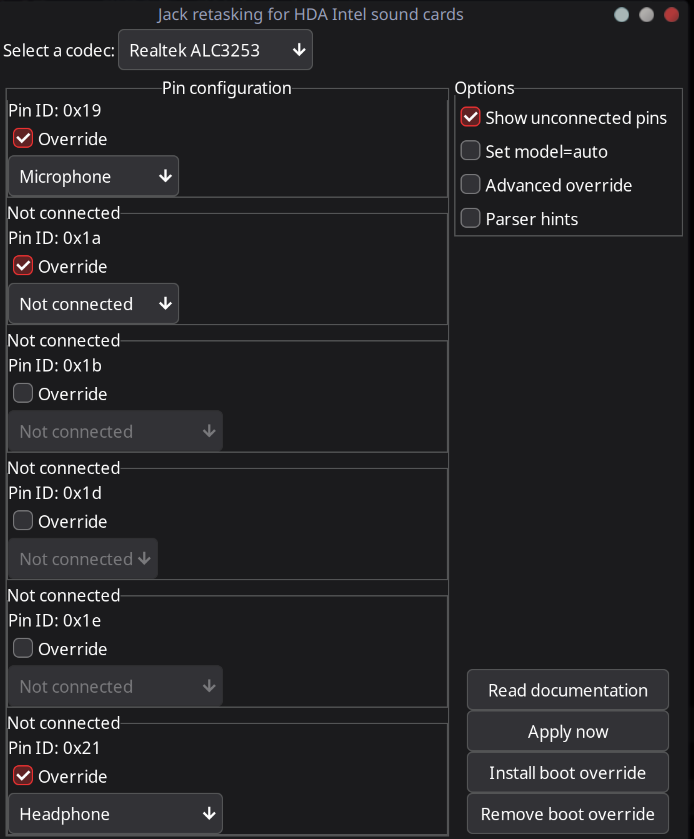 Jack retasking for HDA Intel sound cards
Select a codec: Realtek ALC3253
Pin configuration
Pin ID: 0x19
Override
Microphone
Not connected
Pin ID: 0x1a
Override
Not connected
Not connected
Pin ID: 0x1b
Override
Not connected
Not connected
Pin ID: 0x1d
Override
Not connected
Not connected
Pin ID: 0x1e
Override
Not connected
Not connected
Pin ID: 0x21
Override
Headphone
Options
Show unconnected pins
Set model=auto
Advanced override
Parser hints
Read documentation
Apply now
Install boot override
Remove boot override